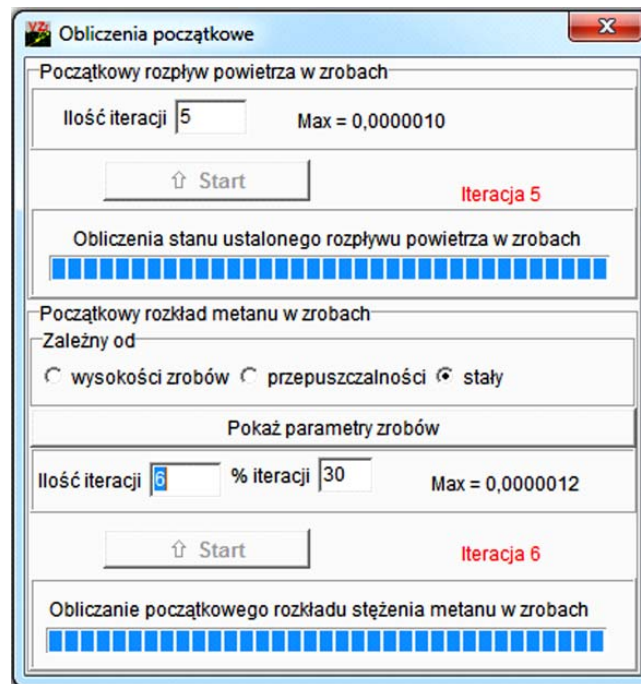 Obliczenia początkowe
Początkowy rozpływ powietrza w zrobach
Ilość iteracji 5 Max = 0,0000010
Start
Iteracja 5
Obliczenia stanu ustalonego rozpływu powietrza w zrobach
Początkowy rozkład metanu w zrobach
Zależny od
wysokości zrobów przepuszczalności stały
Pokaż parametry zrobów
Ilość iteracji 6 % iteracji 30 Max = 0,0000012
Start
Iteracja 6
Obliczanie początkowego rozkładu stężenia metanu w zrobach